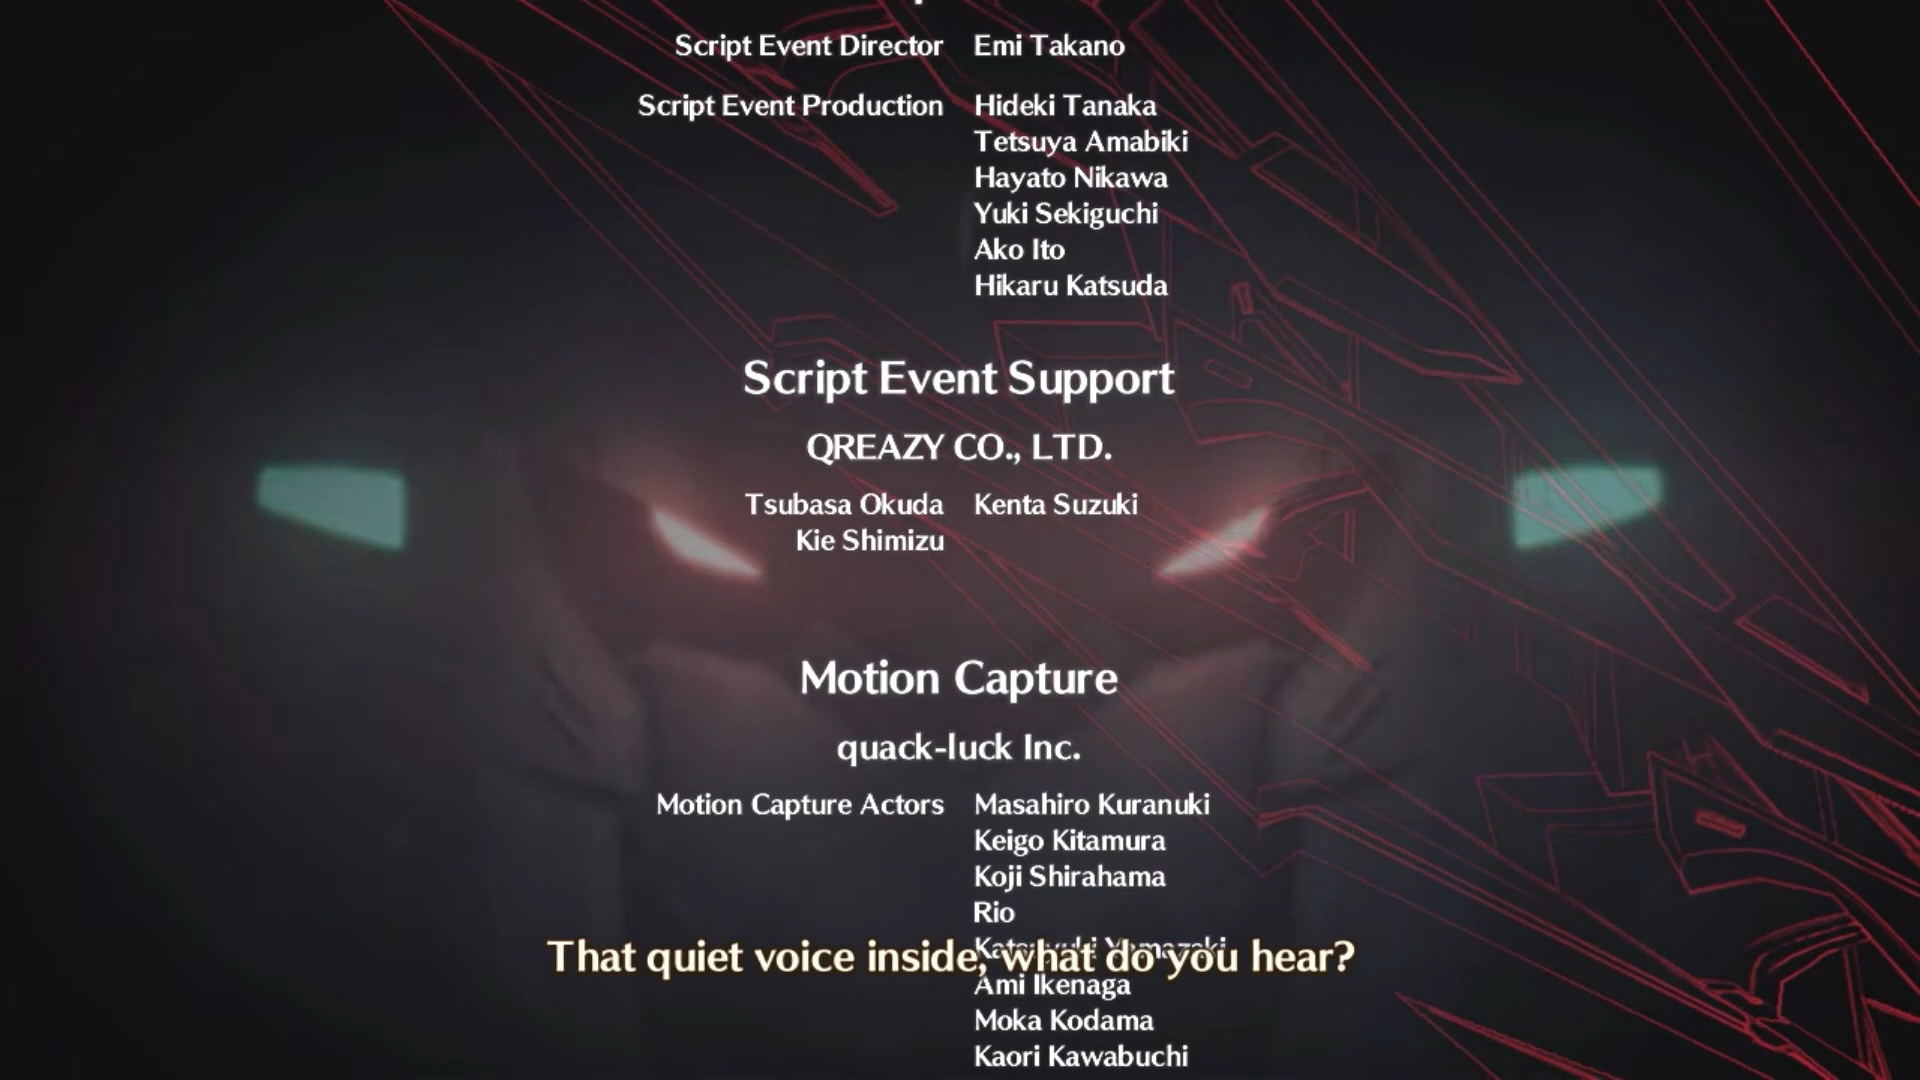 Script Event Director Emi Takano
Script Event Production Hideki Tanaka
Tetsuya Amabiki
Hayato Nikawa
Yuki Sekiguchi
Ako Ito
Hikaru Katsuda
Script Event Support
QREAZY CO., LTD.
Tsubasa Okuda Kenta Suzuki
Kie Shimizu
Motion Capture
quack-luck Inc.
Motion Capture Actors Masahiro Kuranuki
Keigo Kitamura
Koji Shirahama
Rio
Katsuyuki Yamazaki
That quiet voice inside, what do you hear?
Ami Ikenaga
Moka Kodama
Kaori Kawabuchi